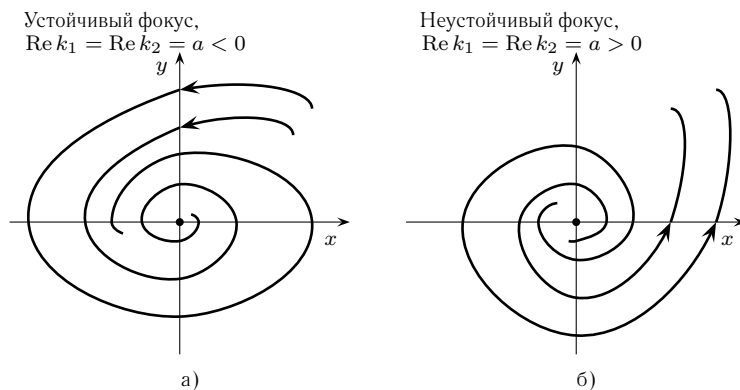 Устойчивый фокус,
Re k₁ = Re k₂ = a < 0
y
x
а)
Неустойчивый фокус,
Re k₁ = Re k₂ = a > 0
y
x
б)